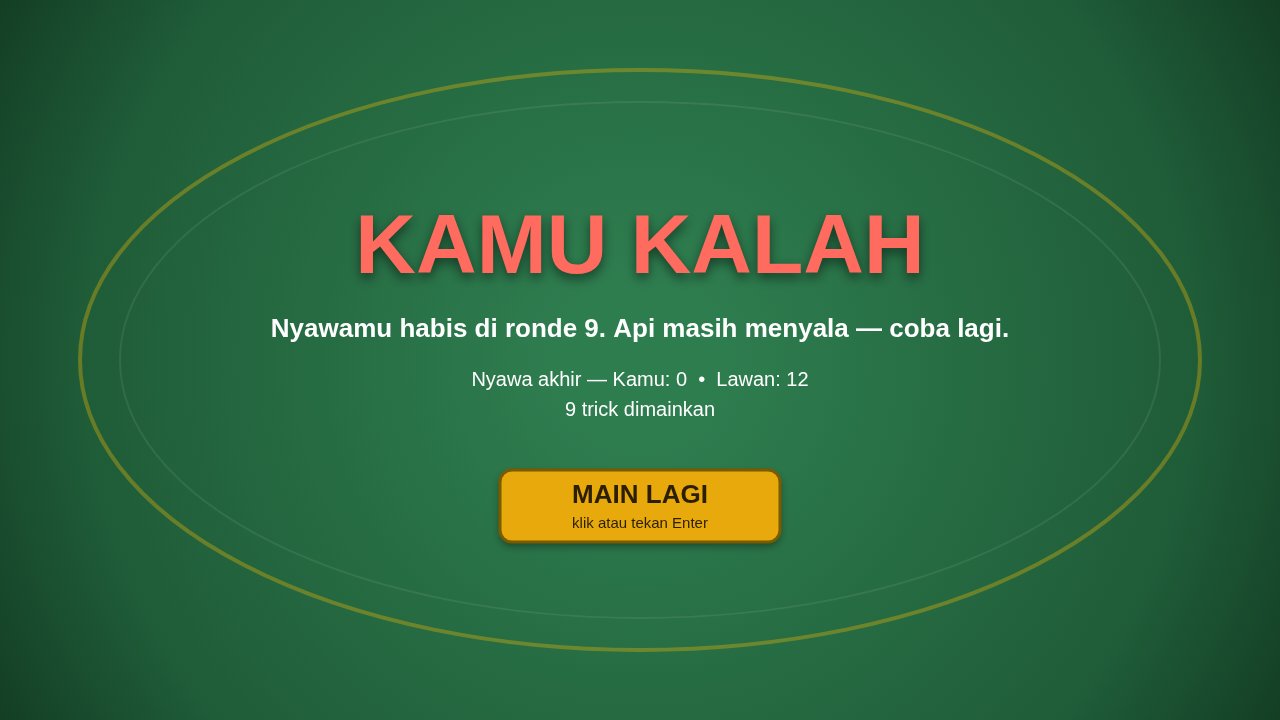 KAMU KALAH
Nyawamu habis di ronde 9. Api masih menyala — coba lagi.
Nyawa akhir — Kamu: 0 • Lawan: 12
9 trick dimainkan
MAIN LAGI
klik atau tekan Enter